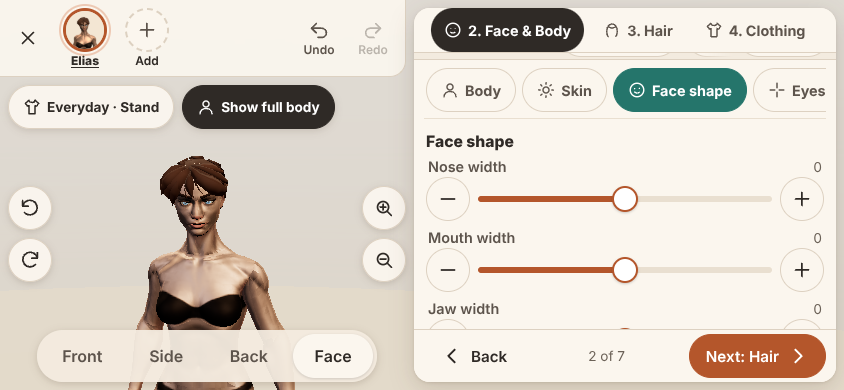 Elias
Add
Undo
Redo
Everyday · Stand
Show full body
Front
Side
Back
Face
2. Face & Body
3. Hair
4. Clothing
Body
Skin
Face shape
Eyes
Face shape
Nose width
0
Mouth width
0
Jaw width
0
Back
2 of 7
Next: Hair